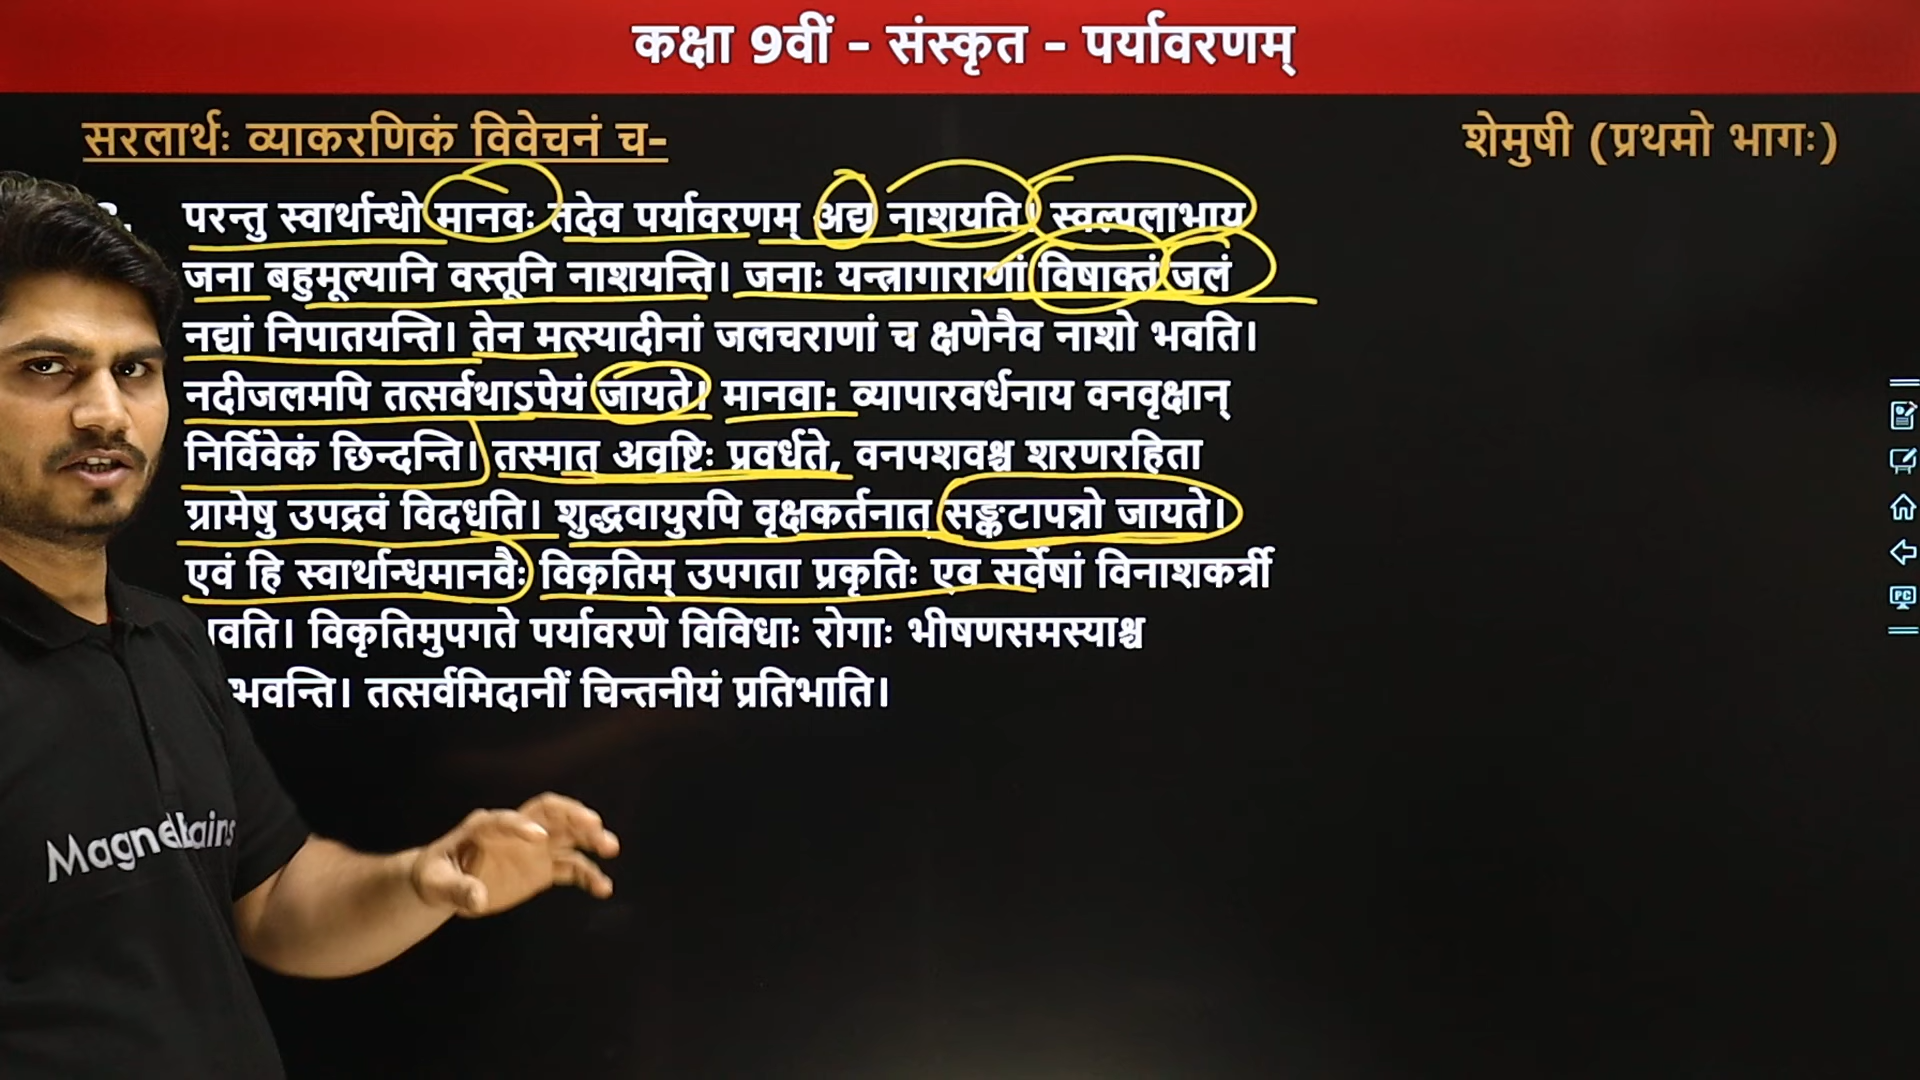 कक्षा 9वीं - संस्कृत - पर्यावरणम्
सरलार्थः व्याकरणिकं विवेचनं च-
शेमुषी (प्रथमो भागः)
परन्तु स्वार्थान्धो मानवः तदेव पर्यावरणम् अद्य नाशयति। स्वल्पलाभाय
जना बहुमूल्यानि वस्तूनि नाशयन्ति। जनाः यन्त्रागाराणां विषाक्तं जलं
नद्यां निपातयन्ति। तेन मत्स्यादीनां जलचराणां च क्षणेनैव नाशो भवति।
नदीजलमपि तत्सर्वथाऽपेयं जायते। मानवा: व्यापारवर्धनाय वनवृक्षान्
निर्विवेकं छिन्दन्ति। तस्मात् अवृष्टिः प्रवर्धते, वनपशवश्च शरणरहिता
ग्रामेषु उपद्रवं विदधति। शुद्धवायुरपि वृक्षकर्तनात् सङ्कटापन्नो जायते।
एवं हि स्वार्थान्धमानवैः विकृतिम् उपगता प्रकृतिः एव सर्वेषां विनाशकर्त्री
विकृतिमुपगते पर्यावरणे विविधाः रोगाः भीषणसमस्याश्च
भवन्ति। तत्सर्वमिदानीं चिन्तनीयं प्रतिभाति।
PC